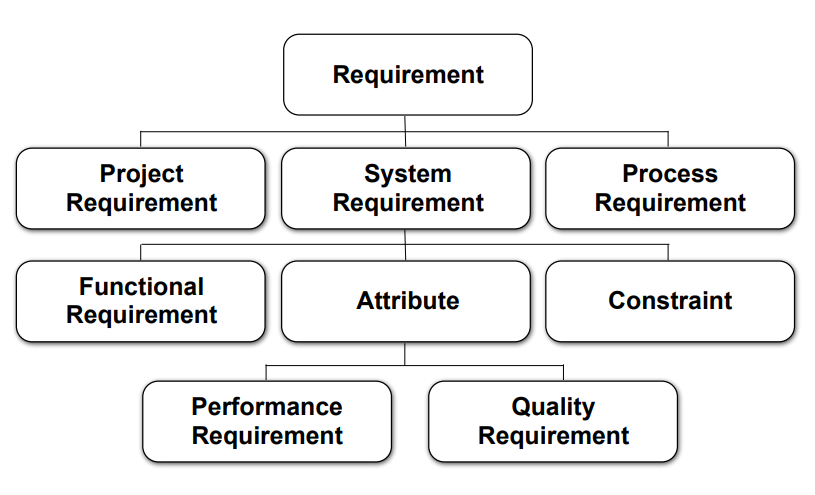 Requirement
Project
Requirement
System
Requirement
Process
Requirement
Functional
Requirement
Attribute
Constraint
Performance
Requirement
Quality
Requirement